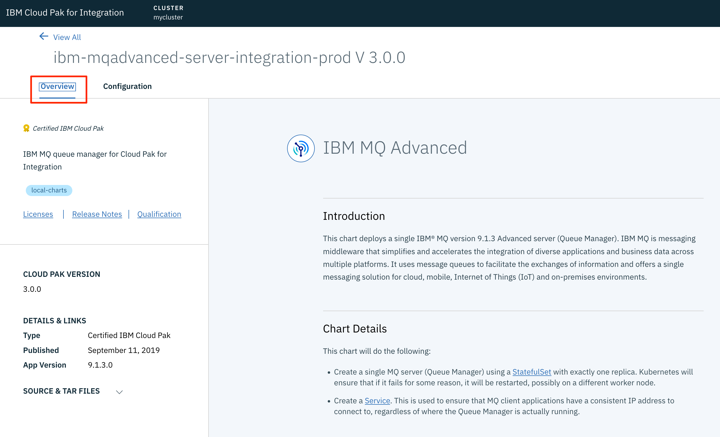 IBM Cloud Pak for Integration
CLUSTER
mycluster
View All
ibm-mqadvanced-server-integration-prod V 3.0.0
Overview
Configuration
Certified IBM Cloud Pak
IBM MQ queue manager for Cloud Pak for
Integration
local-charts
Licenses | Release Notes | Qualification
CLOUD PAK VERSION
3.0.0
DETAILS & LINKS
Type Certified IBM Cloud Pak
Published September 11, 2019
App Version 9.1.3.0
SOURCE & TAR FILES
IBM MQ Advanced
Introduction
This chart deploys a single IBM® MQ version 9.1.3 Advanced server (Queue Manager). IBM MQ is messaging
middleware that simplifies and accelerates the integration of diverse applications and business data across
multiple platforms. It uses message queues to facilitate the exchanges of information and offers a single
messaging solution for cloud, mobile, Internet of Things (IoT) and on-premises environments.
Chart Details
This chart will do the following:
• Create a single MQ server (Queue Manager) using a StatefulSet with exactly one replica. Kubernetes will
ensure that if it fails for some reason, it will be restarted, possibly on a different worker node.
• Create a Service. This is used to ensure that MQ client applications have a consistent IP address to
connect to, regardless of where the Queue Manager is actually running.